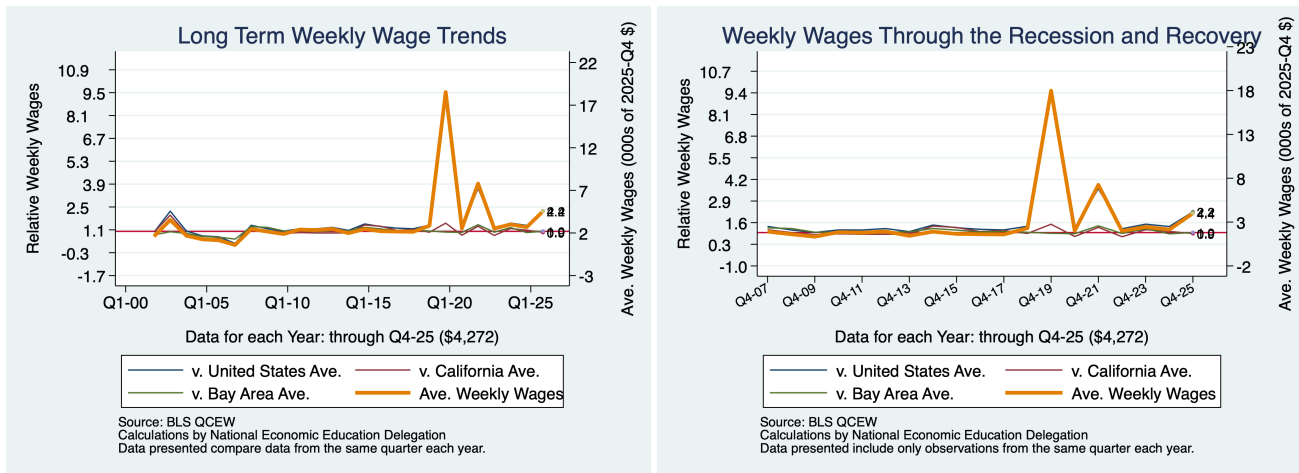 Long Term Weekly Wage Trends
Relative Weekly Wages
10.9
9.5
8.1
6.7
5.3
3.9
2.5
1.1
-0.3
-1.7
22
17
12
7
2
-3
Ave. Weekly Wages (000s of 2025-Q4 $)
Q1-00 Q1-05 Q1-10 Q1-15 Q1-20 Q1-25
Data for each Year: through Q4-25 ($4,272)
v. United States Ave. v. California Ave.
v. Bay Area Ave. Ave. Weekly Wages
Source: BLS QCEW
Calculations by National Economic Education Delegation
Data presented compare data from the same quarter each year.
Weekly Wages Through the Recession and Recovery
Relative Weekly Wages
10.7
9.4
8.1
6.8
5.5
4.2
2.9
1.6
0.3
-1.0
23
18
13
8
3
-2
Ave. Weekly Wages (000s of 2025-Q4 $)
Q4-07 Q4-09 Q4-11 Q4-13 Q4-15 Q4-17 Q4-19 Q4-21 Q4-23 Q4-25
Data for each Year: through Q4-25 ($4,272)
v. United States Ave. v. California Ave.
v. Bay Area Ave. Ave. Weekly Wages
Source: BLS QCEW
Calculations by National Economic Education Delegation
Data presented include only observations from the same quarter each year.